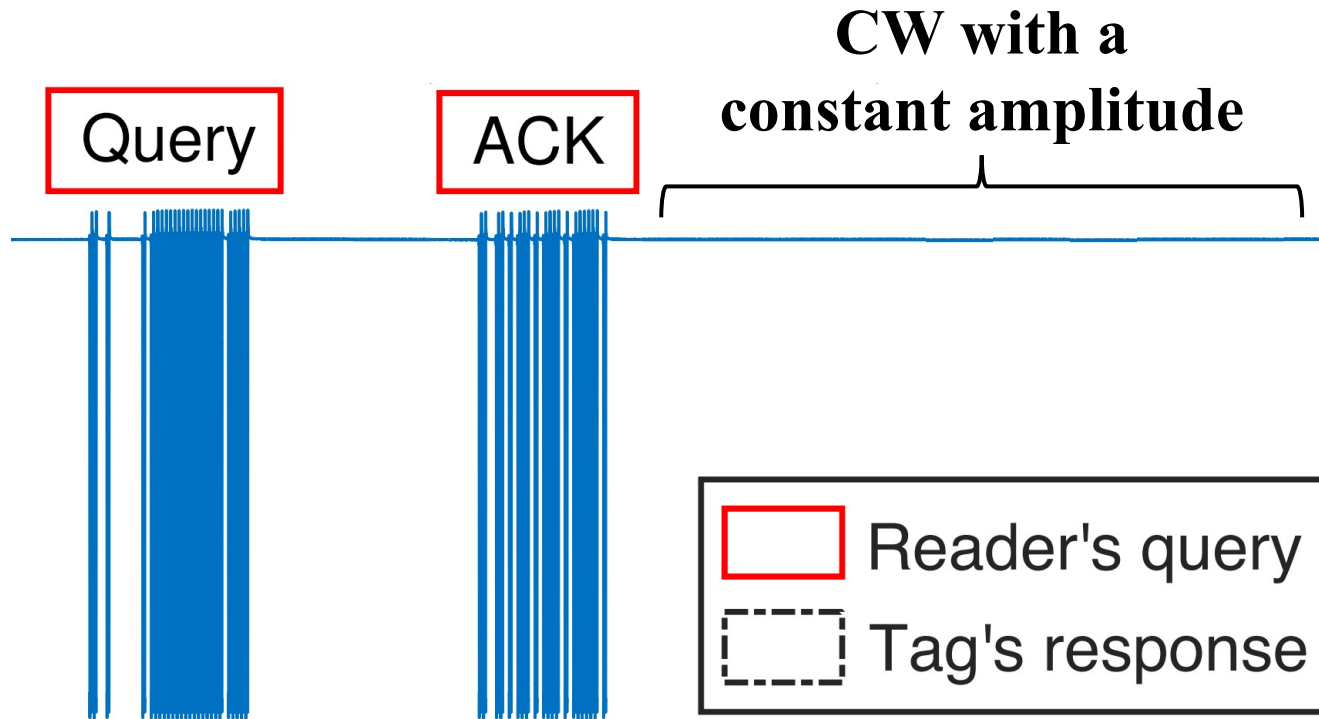 CW with a
constant amplitude
Query
ACK
Reader's query
Tag's response